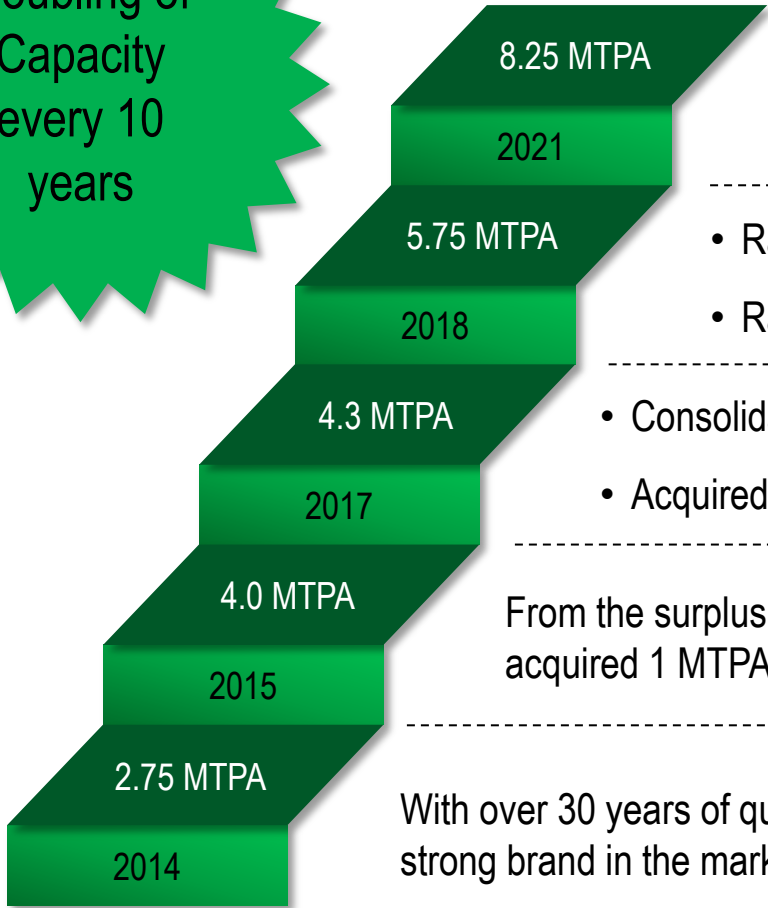 Capacity
every 10
years
8.25 MTPA
2021
5.75 MTPA
2018
4.3 MTPA
• Consolid
2017
• Acquired
4.0 MTPA
From the surplus
acquired 1 MTPA
2015
2.75 MTPA
With over 30 years of qu
strong brand in the mark
2014